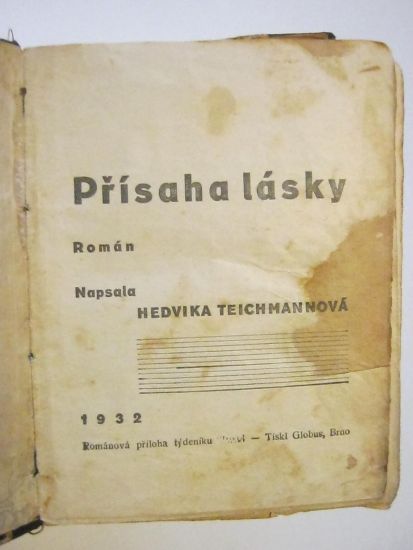 Přísaha lásky
Román
Napsala
HEDVIKA TEICHMANNOVÁ
1932
Románová příloha týdeníku — Tiskl Globus, Brno